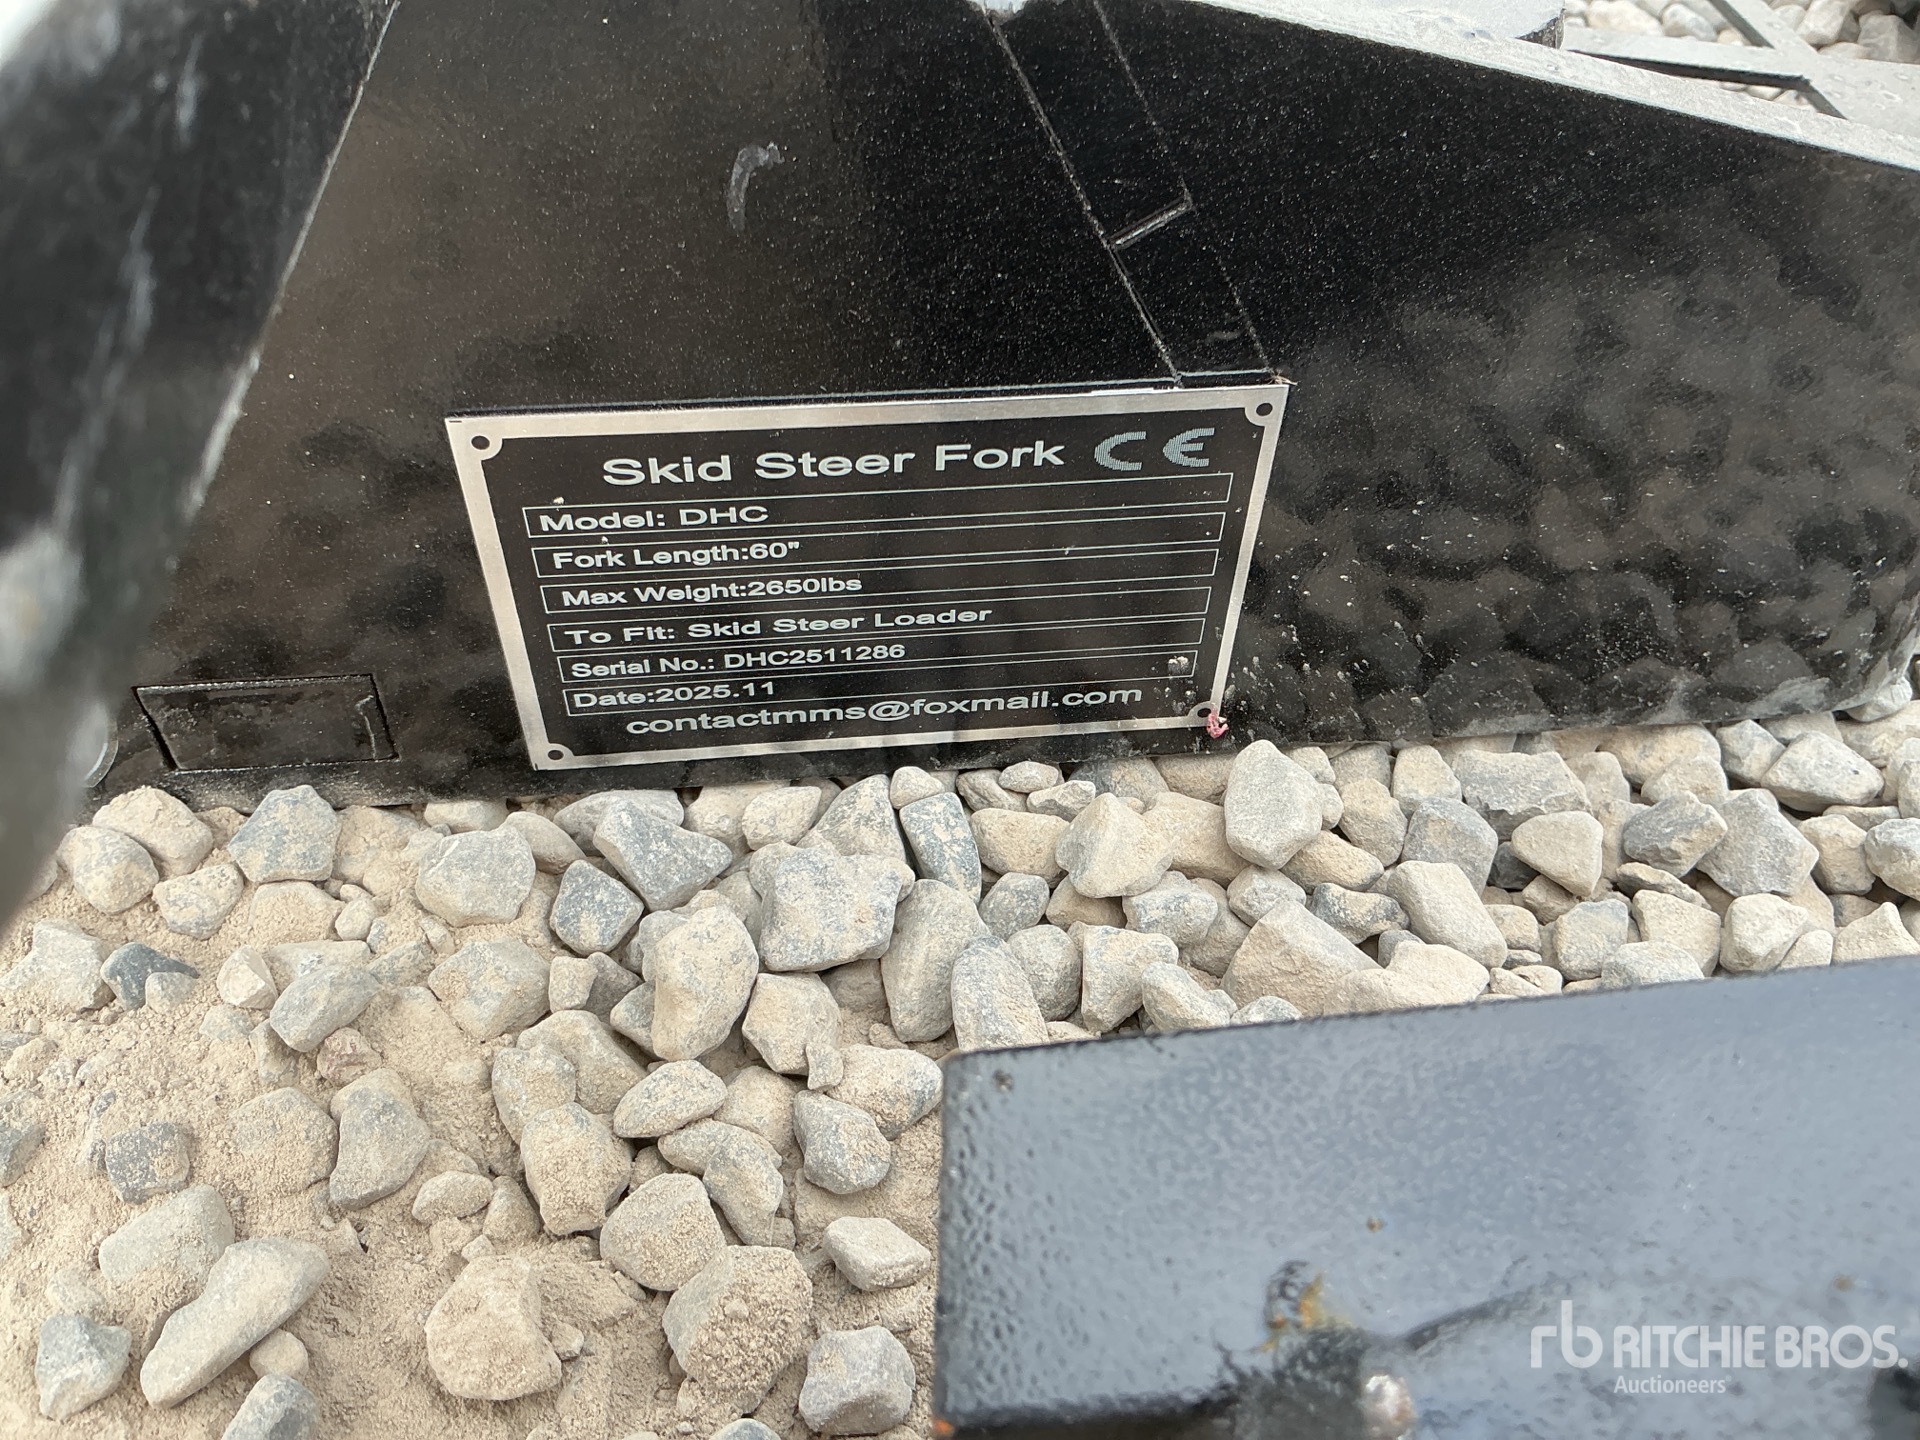 Skid Steer Fork CE
Model: DHC
Fork Length:60"
Max Weight:2650lbs
To Fit: Skid Steer Loader
Serial No.: DHC2511286
Date:2025.11
contactmms@foxmail.com
rb RITCHIE BROS.
Auctioneers